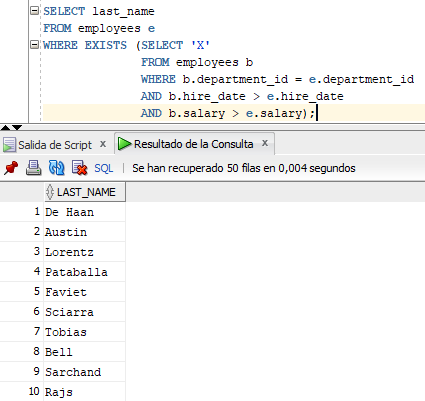 SELECT last_name
FROM employees e
WHERE EXISTS (SELECT 'X'
FROM employees b
WHERE b.department_id = e.department_id
AND b.hire_date > e.hire_date
AND b.salary > e.salary);
Salida de Script x Resultado de la Consulta x
SQL | Se han recuperado 50 filas en 0,004 segundos
LAST_NAME
1 De Haan
2 Austin
3 Lorentz
4 Pataballa
5 Faviet
6 Sciarra
7 Tobias
8 Bell
9 Sarchand
10 Rajs